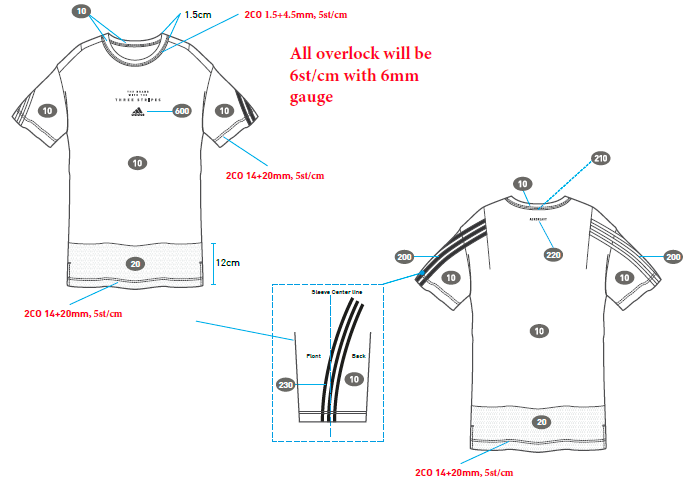 10
1.5cm
2CO 1.5+4.5mm, 5st/cm
All overlock will be
6st/cm with 6mm
gauge
THE BRAND
WITH THE
THREE STRIPES
adidas
600
10
10
10
2CO 14+20mm, 5st/cm
20
12cm
2CO 14+20mm, 5st/cm
210
10
220
200
200
10
10
10
20
2CO 14+20mm, 5st/cm
Sleeve Center line
Front
Back
10
230